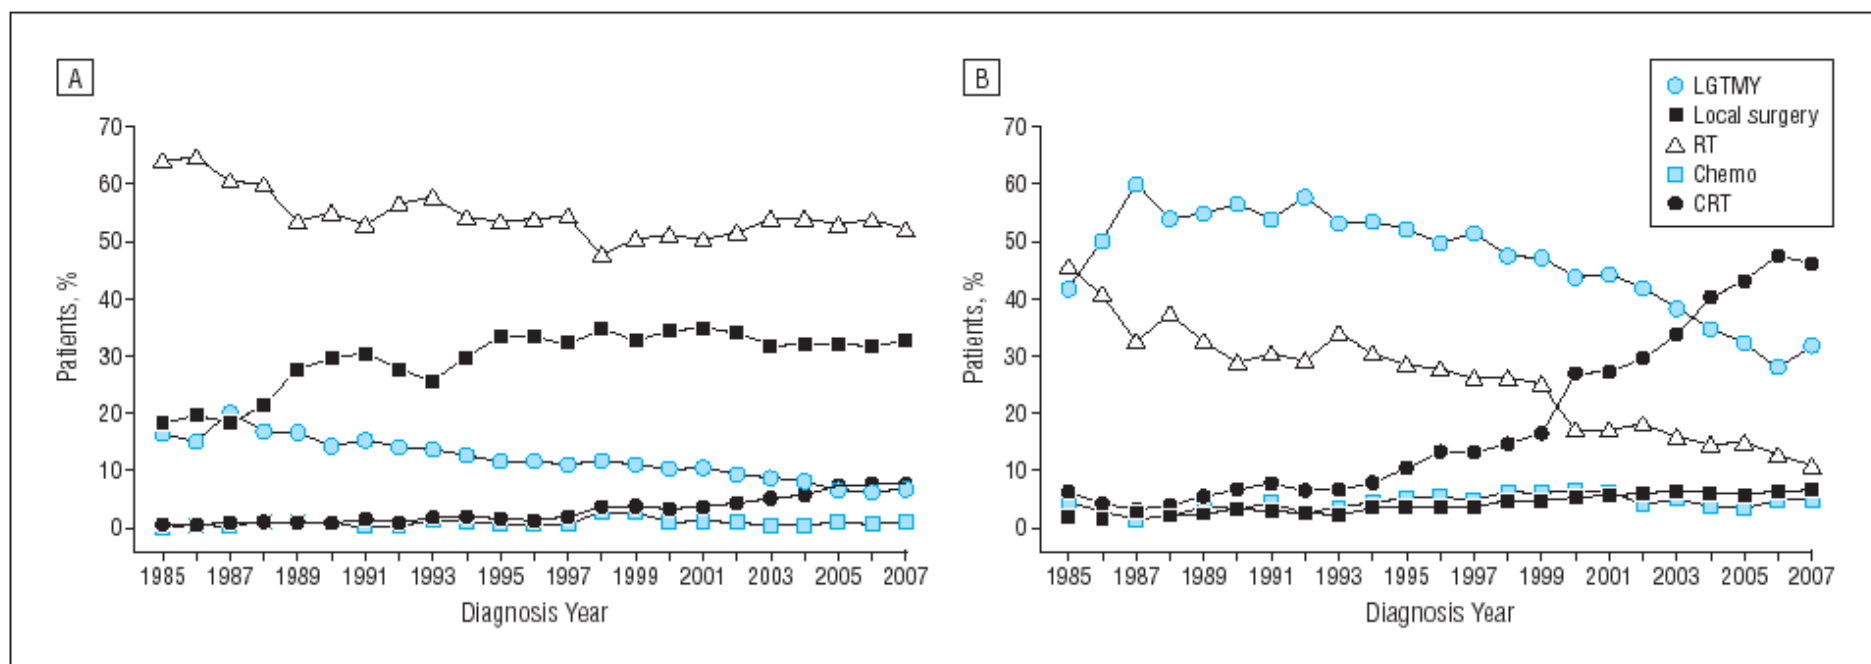 A
70
60
50
40
30
20
10
0
Patients, %
1985 1987 1989 1991 1993 1995 1997 1999 2001 2003 2005 2007
Diagnosis Year
B
70
60
50
40
30
20
10
0
Patients, %
1985 1987 1989 1991 1993 1995 1997 1999 2001 2003 2005 2007
Diagnosis Year
LGTMY
Local surgery
RT
Chemo
CRT